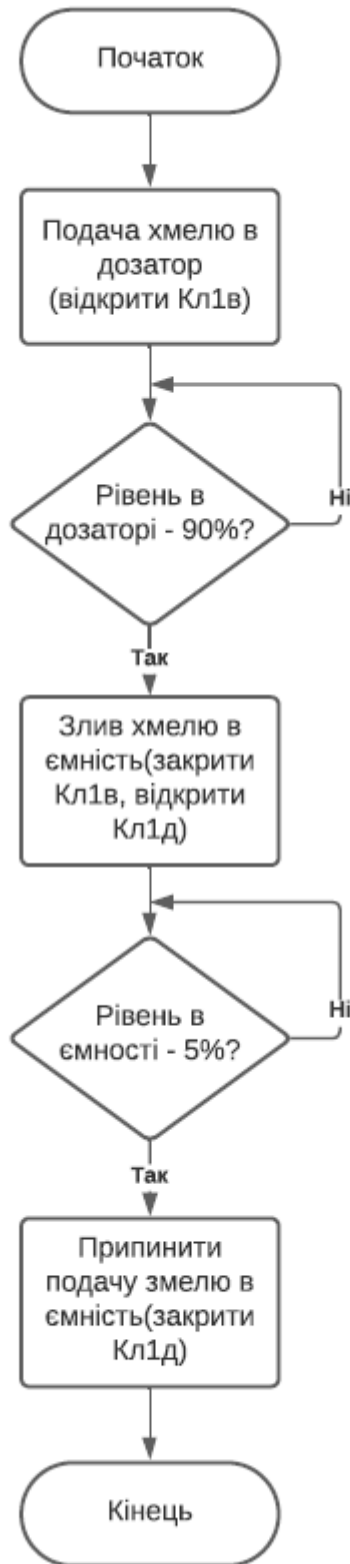 Початок
Подача хмелю в
дозатор
(відкрити Кл1в)
Рівень в
дозаторі - 90%?
Ні
Так
Злив хмелю в
ємність(закрити
Кл1в, відкрити
Кл1д)
Рівень в
ємності - 5%?
Ні
Так
Припинити
подачу змелю в
ємність(закрити
Кл1д)
Кінець